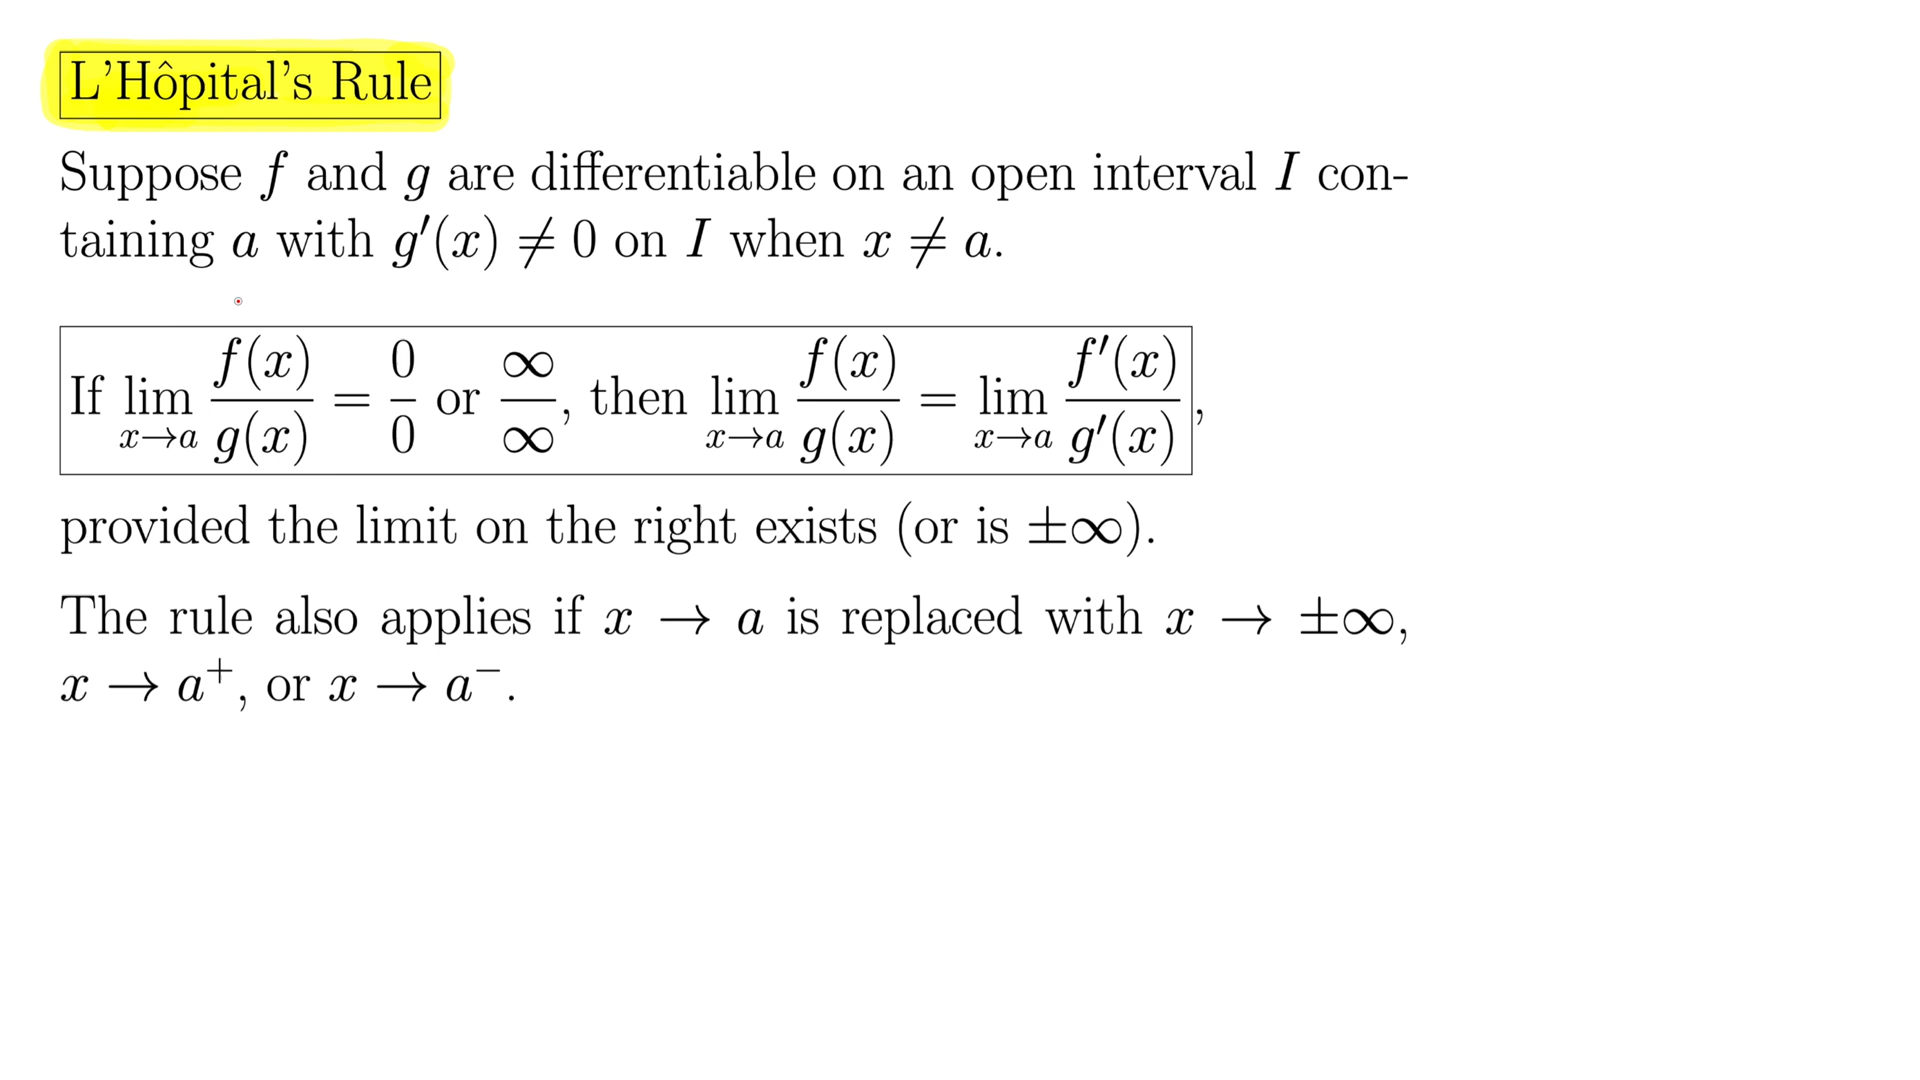 L'Hôpital's Rule
Suppose f and g are differentiable on an open interval I con-
taining a with g′(x) ≠ 0 on I when x ≠ a.
If lim_{x→a} f(x)/g(x) = 0/0 or ∞/∞, then lim_{x→a} f(x)/g(x) = lim_{x→a} f′(x)/g′(x),
provided the limit on the right exists (or is ±∞).
The rule also applies if x → a is replaced with x → ±∞,
x → a⁺, or x → a⁻.